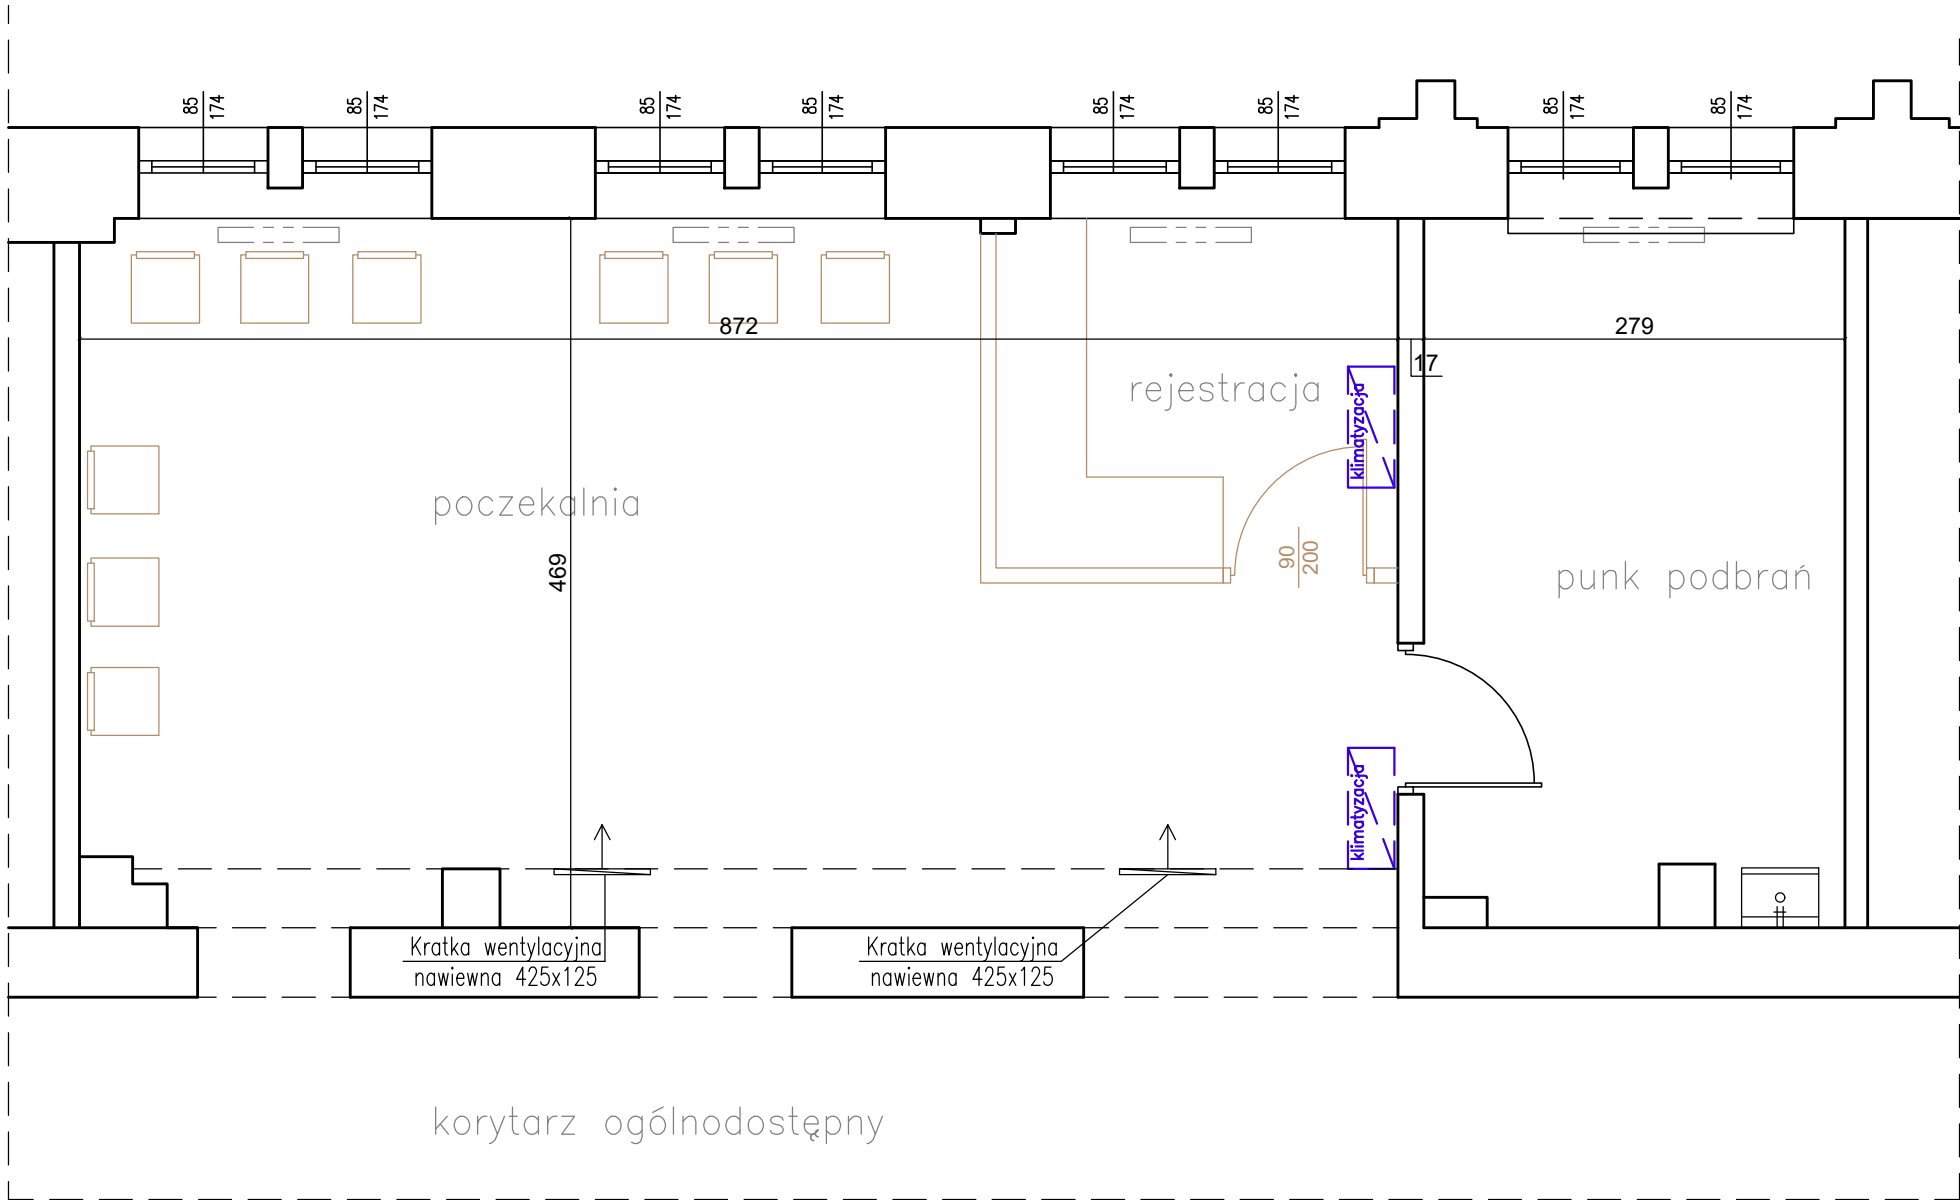 85
174
85
174
85
174
85
174
85
174
85
174
85
174
85
174
872
279
17
rejestracja
klimatyzacja
poczekalnia
469
90
200
punk podbrań
klimatyzacja
Kratka wentylacyjna
nawiewna 425x125
Kratka wentylacyjna
nawiewna 425x125
korytarz ogólnodostępny